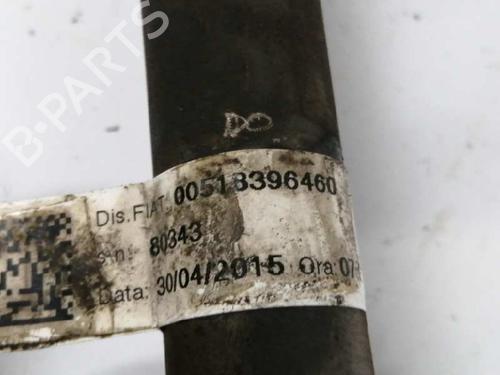 B-PARTS
DO
Dis.FIAT 00518396460
s.n. 80343
Data: 30/04/2015 Ora:07